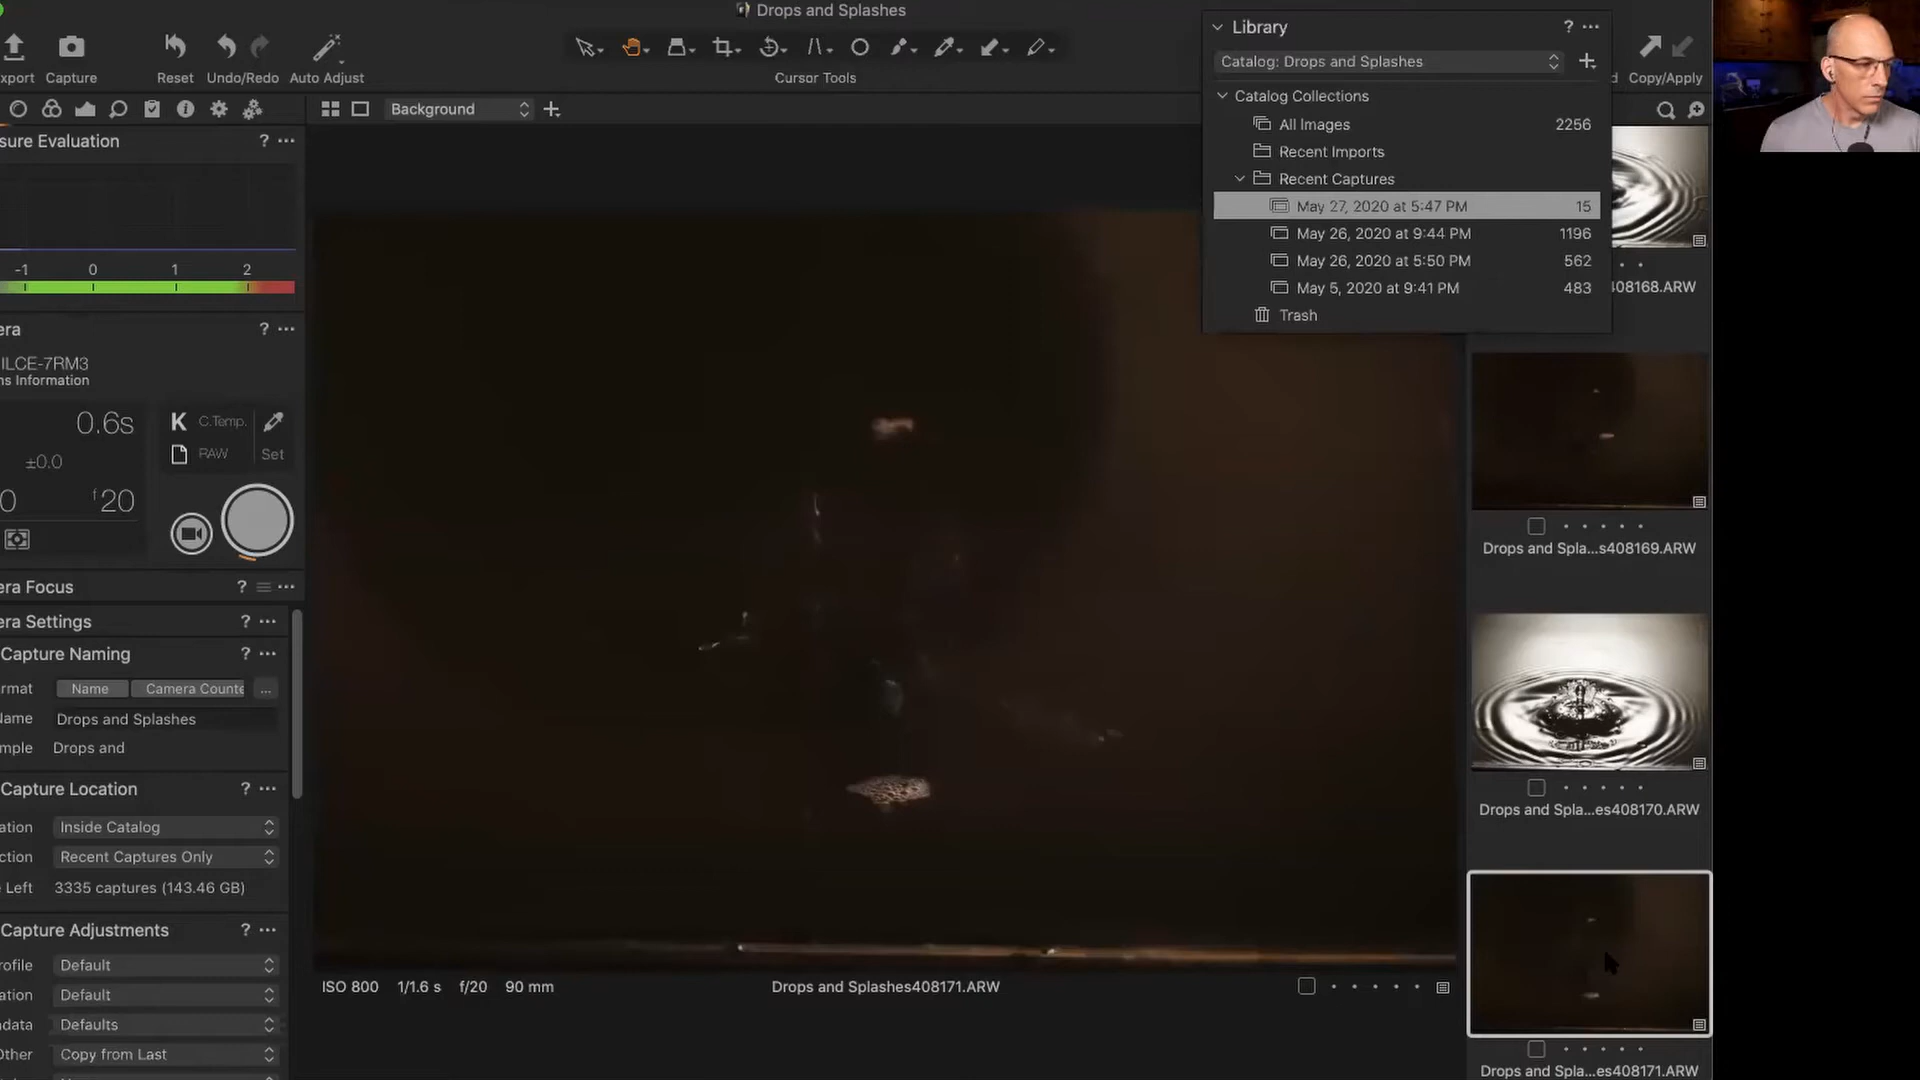 Drops and Splashes
xport
Capture
Reset
Undo/Redo
Auto Adjust
Cursor Tools
Copy/Apply
Background
sure Evaluation
-1 0 1 2
era
ILCE-7RM3
ns Information
0.6s
±0.0
0 f20
K C.Temp.
RAW Set
era Focus
era Settings
Capture Naming
rmat Name Camera Counte ...
Name Drops and Splashes
mple Drops and
Capture Location
ation Inside Catalog
ction Recent Captures Only
e Left 3335 captures (143.46 GB)
Capture Adjustments
rofile Default
ation Default
adata Defaults
Other Copy from Last
ISO 800 1/1.6 s f/20 90 mm
Drops and Splashes408171.ARW
Library
Catalog: Drops and Splashes
Catalog Collections
All Images 2256
Recent Imports
Recent Captures
May 27, 2020 at 5:47 PM 15
May 26, 2020 at 9:44 PM 1196
May 26, 2020 at 5:50 PM 562
May 5, 2020 at 9:41 PM 483
Trash
408168.ARW
Drops and Spla...s408169.ARW
Drops and Spla...es408170.ARW
Drops and Spla...es408171.ARW